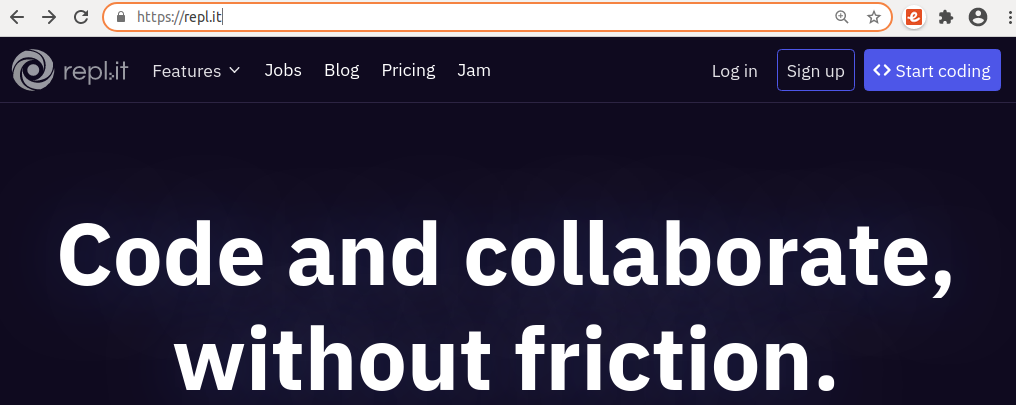 https://repl.it
repl.it Features Jobs Blog Pricing Jam Log in Sign up <> Start coding
Code and collaborate,
without friction.